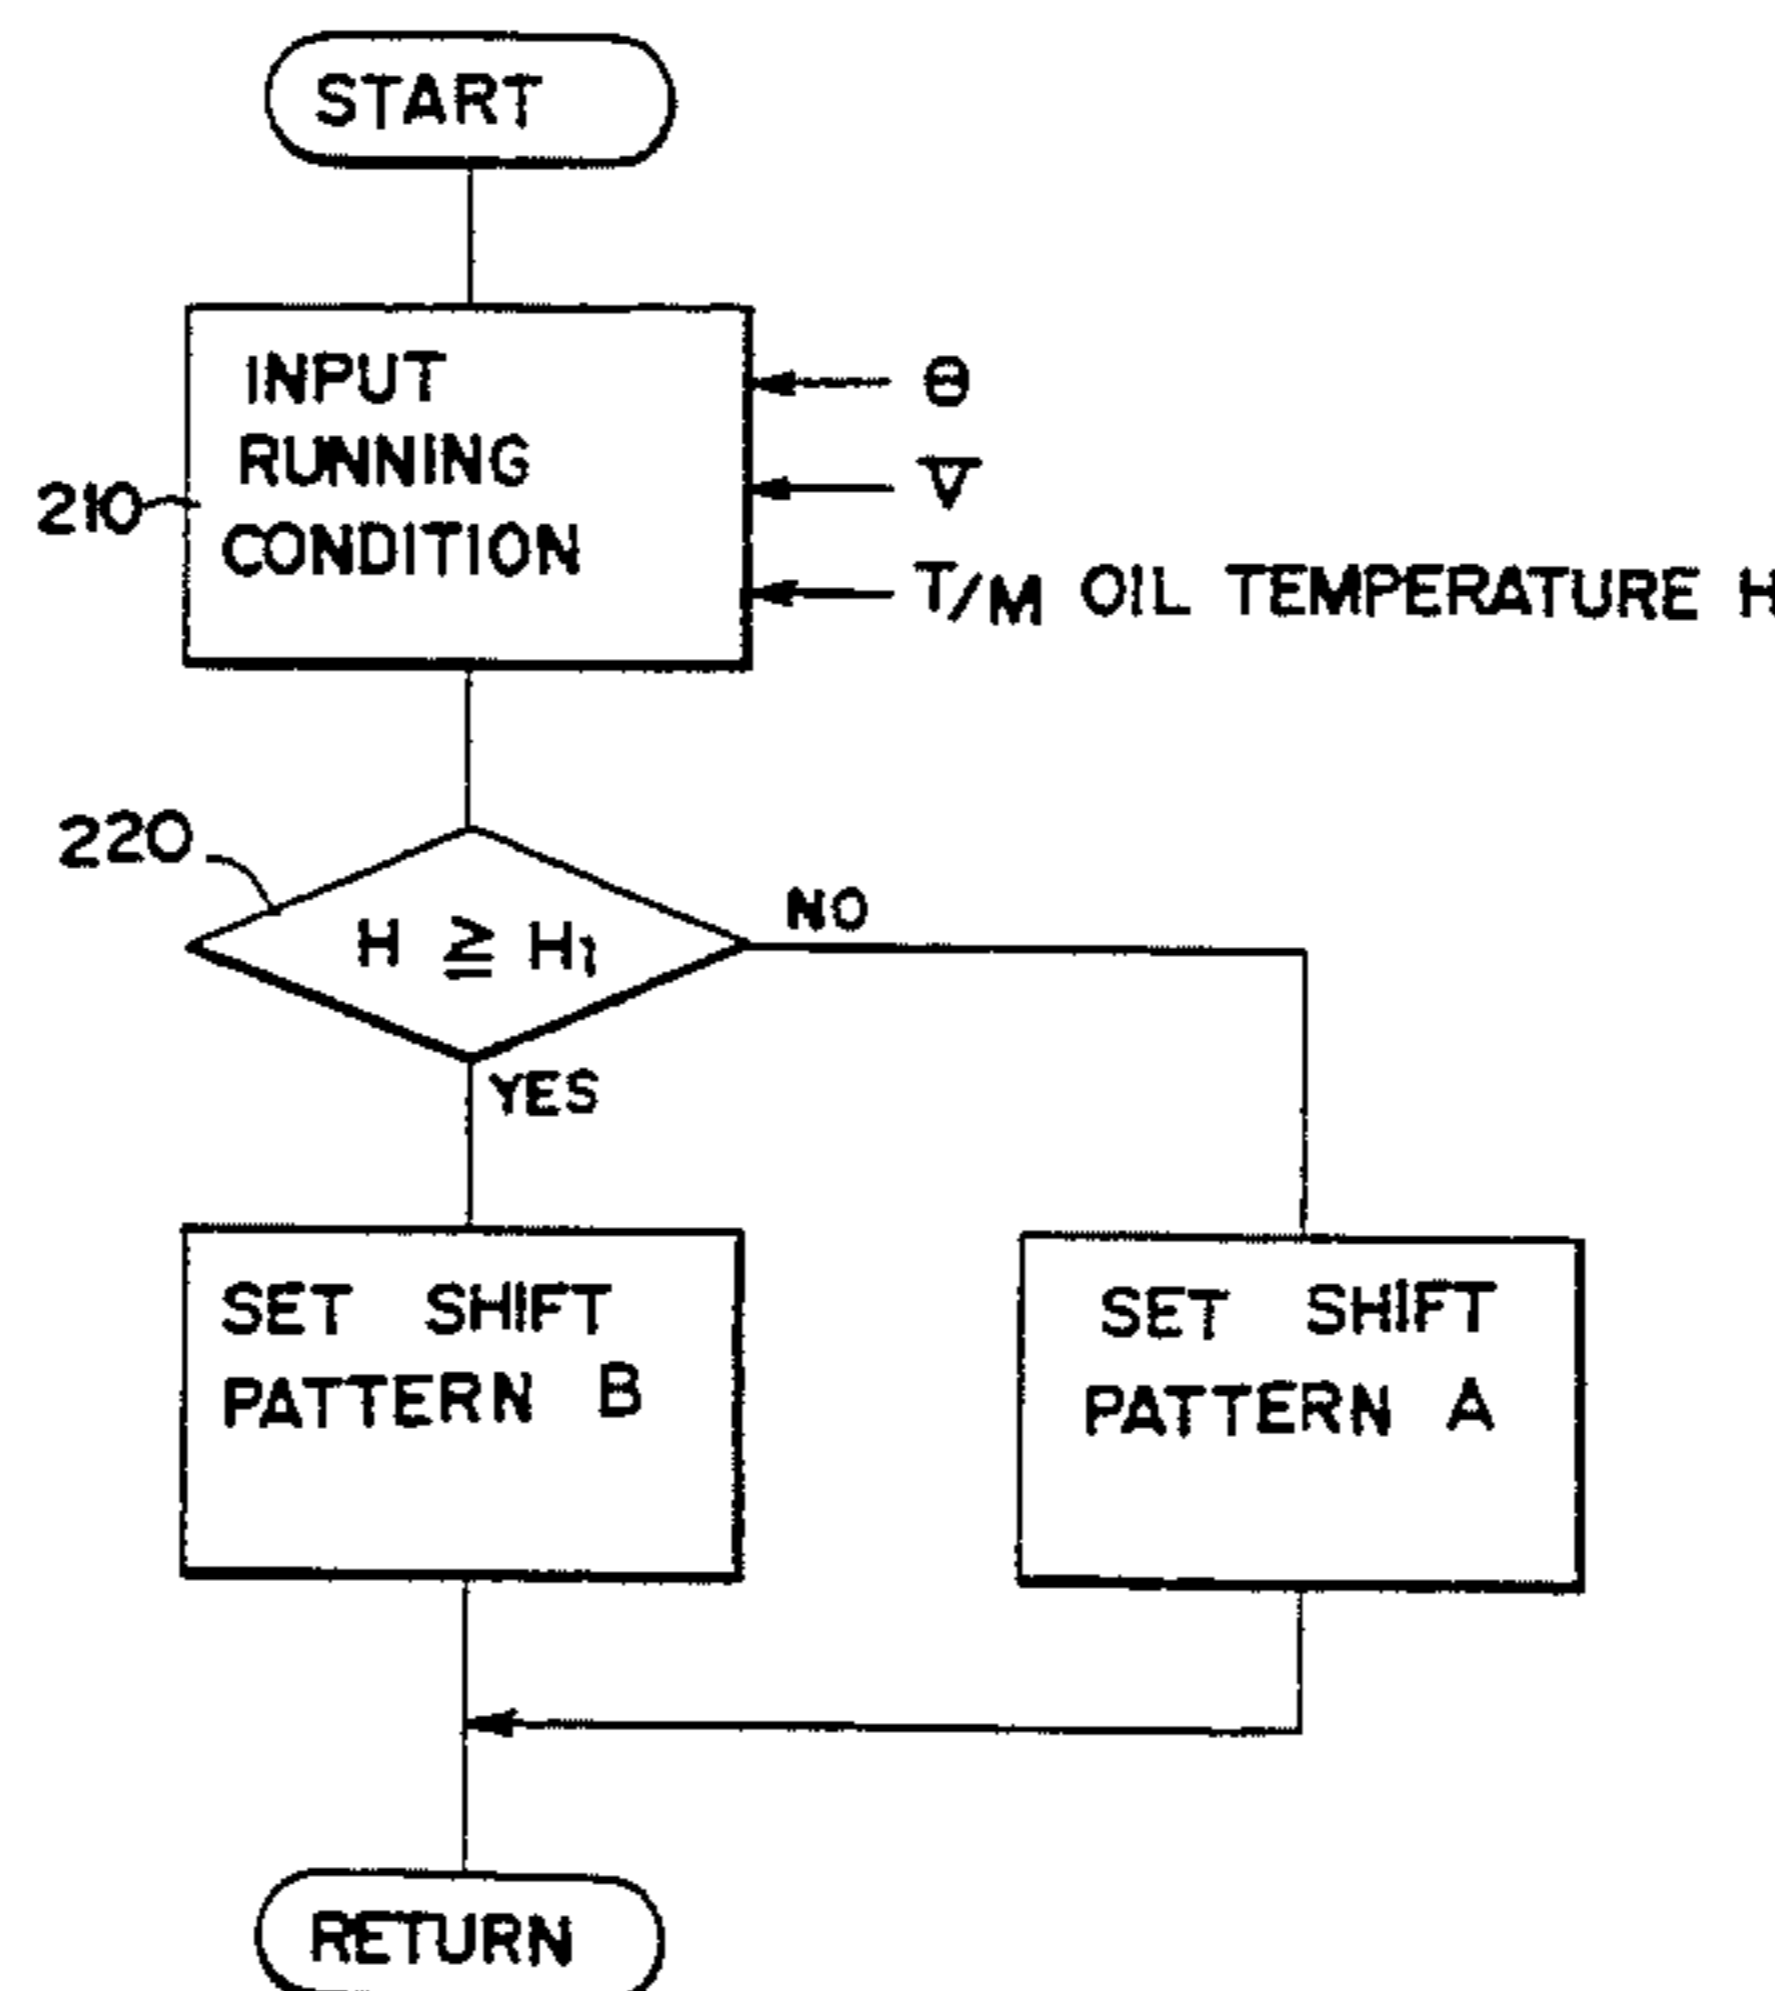 START
INPUT
RUNNING
CONDITION
210
Θ
V
T/M OIL TEMPERATURE H
220
H ≧ H1
NO
YES
SET SHIFT
PATTERN B
SET SHIFT
PATTERN A
RETURN